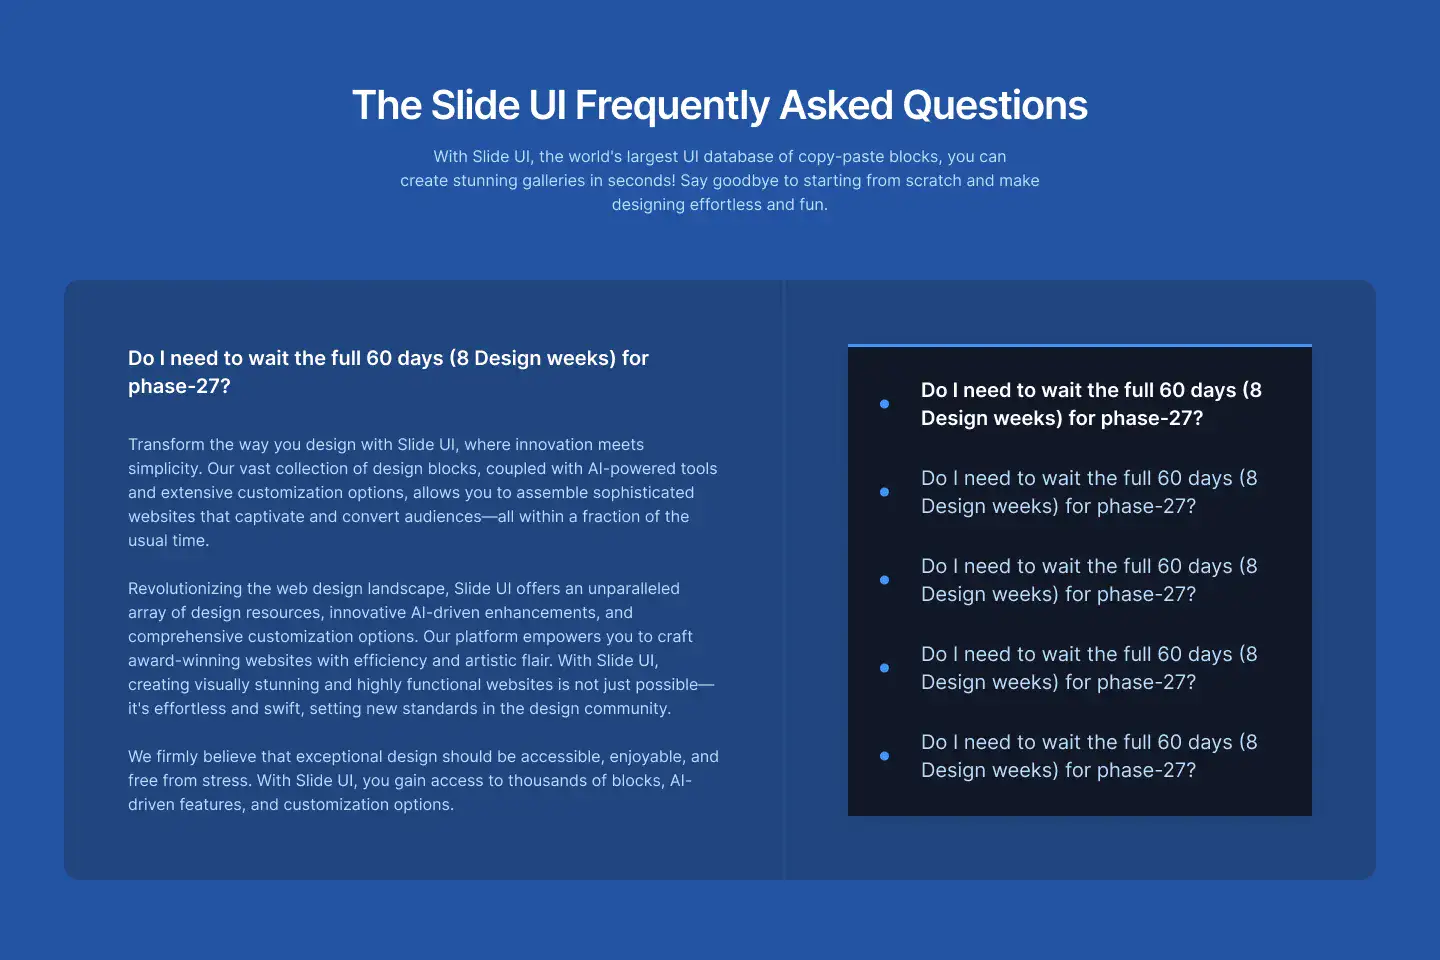 The Slide UI Frequently Asked Questions
With Slide UI, the world's largest UI database of copy-paste blocks, you can
create stunning galleries in seconds! Say goodbye to starting from scratch and make
designing effortless and fun.
Do I need to wait the full 60 days (8 Design weeks) for
phase-27?
Transform the way you design with Slide UI, where innovation meets
simplicity. Our vast collection of design blocks, coupled with AI-powered tools
and extensive customization options, allows you to assemble sophisticated
websites that captivate and convert audiences—all within a fraction of the
usual time.
Revolutionizing the web design landscape, Slide UI offers an unparalleled
array of design resources, innovative AI-driven enhancements, and
comprehensive customization options. Our platform empowers you to craft
award-winning websites with efficiency and artistic flair. With Slide UI,
creating visually stunning and highly functional websites is not just possible—
it's effortless and swift, setting new standards in the design community.
We firmly believe that exceptional design should be accessible, enjoyable, and
free from stress. With Slide UI, you gain access to thousands of blocks, AI-
driven features, and customization options.
Do I need to wait the full 60 days (8
Design weeks) for phase-27?
Do I need to wait the full 60 days (8
Design weeks) for phase-27?
Do I need to wait the full 60 days (8
Design weeks) for phase-27?
Do I need to wait the full 60 days (8
Design weeks) for phase-27?
Do I need to wait the full 60 days (8
Design weeks) for phase-27?